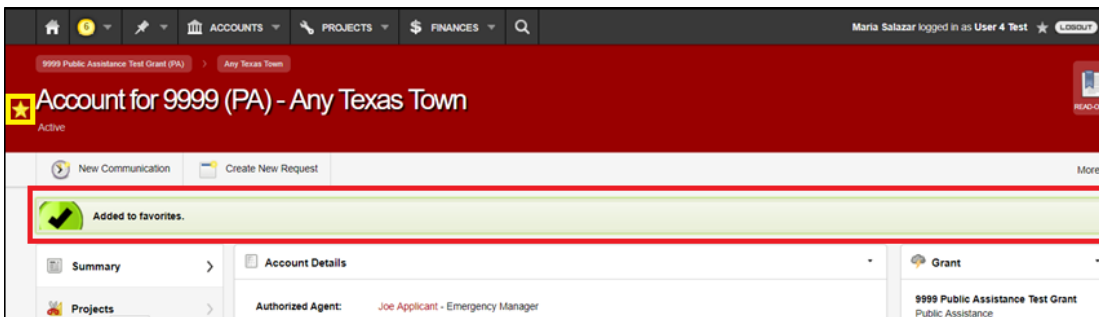 6 ACCOUNTS PROJECTS $ FINANCES Maria Salazar logged in as User 4 Test LOGOUT
9999 Public Assistance Test Grant (PA) > Any Texas Town
Account for 9999 (PA) - Any Texas Town
Active
New Communication Create New Request More
Added to favorites.
Summary > Account Details Grant
Projects > Authorized Agent: Joe Applicant - Emergency Manager 9999 Public Assistance Test Grant
Public Assistance